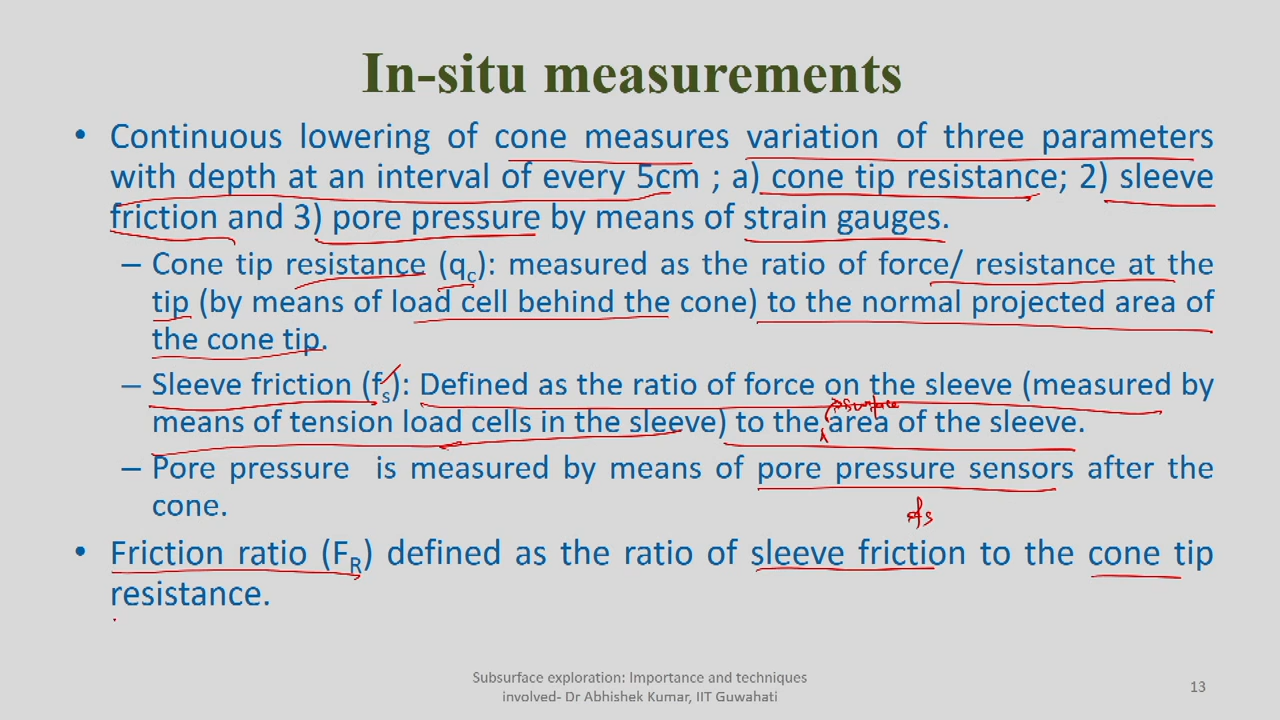 In-situ measurements
• Continuous lowering of cone measures variation of three parameters
with depth at an interval of every 5cm ; a) cone tip resistance; 2) sleeve
friction and 3) pore pressure by means of strain gauges.
– Cone tip resistance (qc): measured as the ratio of force/ resistance at the
tip (by means of load cell behind the cone) to the normal projected area of
the cone tip.
– Sleeve friction (fs): Defined as the ratio of force on the sleeve (measured by
surface
means of tension load cells in the sleeve) to the area of the sleeve.
– Pore pressure is measured by means of pore pressure sensors after the
cone.
fs
• Friction ratio (FR) defined as the ratio of sleeve friction to the cone tip
resistance.
Subsurface exploration: Importance and techniques
involved- Dr Abhishek Kumar, IIT Guwahati
13